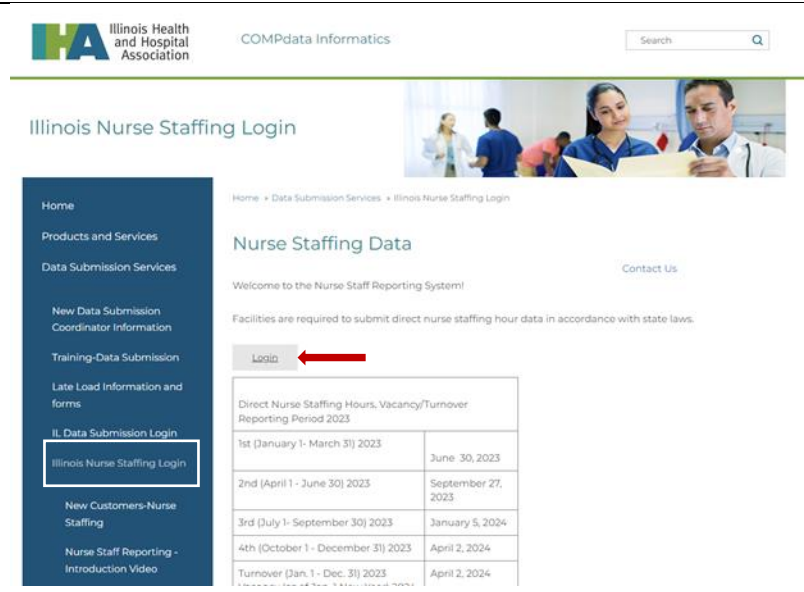 IHA
Illinois Health
and Hospital
Association
COMPdata Informatics
Search
Illinois Nurse Staffing Login
Home
Products and Services
Data Submission Services
New Data Submission
Coordinator Information
Training-Data Submission
Late Load Information and
forms
IL Data Submission Login
Illinois Nurse Staffing Login
New Customers-Nurse
Staffing
Nurse Staff Reporting -
Introduction Video
Home » Data Submission Services » Illinois Nurse Staffing Login
Nurse Staffing Data
Contact Us
Welcome to the Nurse Staff Reporting System!
Facilities are required to submit direct nurse staffing hour data in accordance with state laws.
Login
Direct Nurse Staffing Hours, Vacancy/Turnover
Reporting Period 2023
1st (January 1- March 31) 2023
June 30, 2023
2nd (April 1 - June 30) 2023
September 27,
2023
3rd (July 1- September 30) 2023
January 5, 2024
4th (October 1 - December 31) 2023
April 2, 2024
Turnover (Jan. 1 - Dec. 31) 2023
April 2, 2024